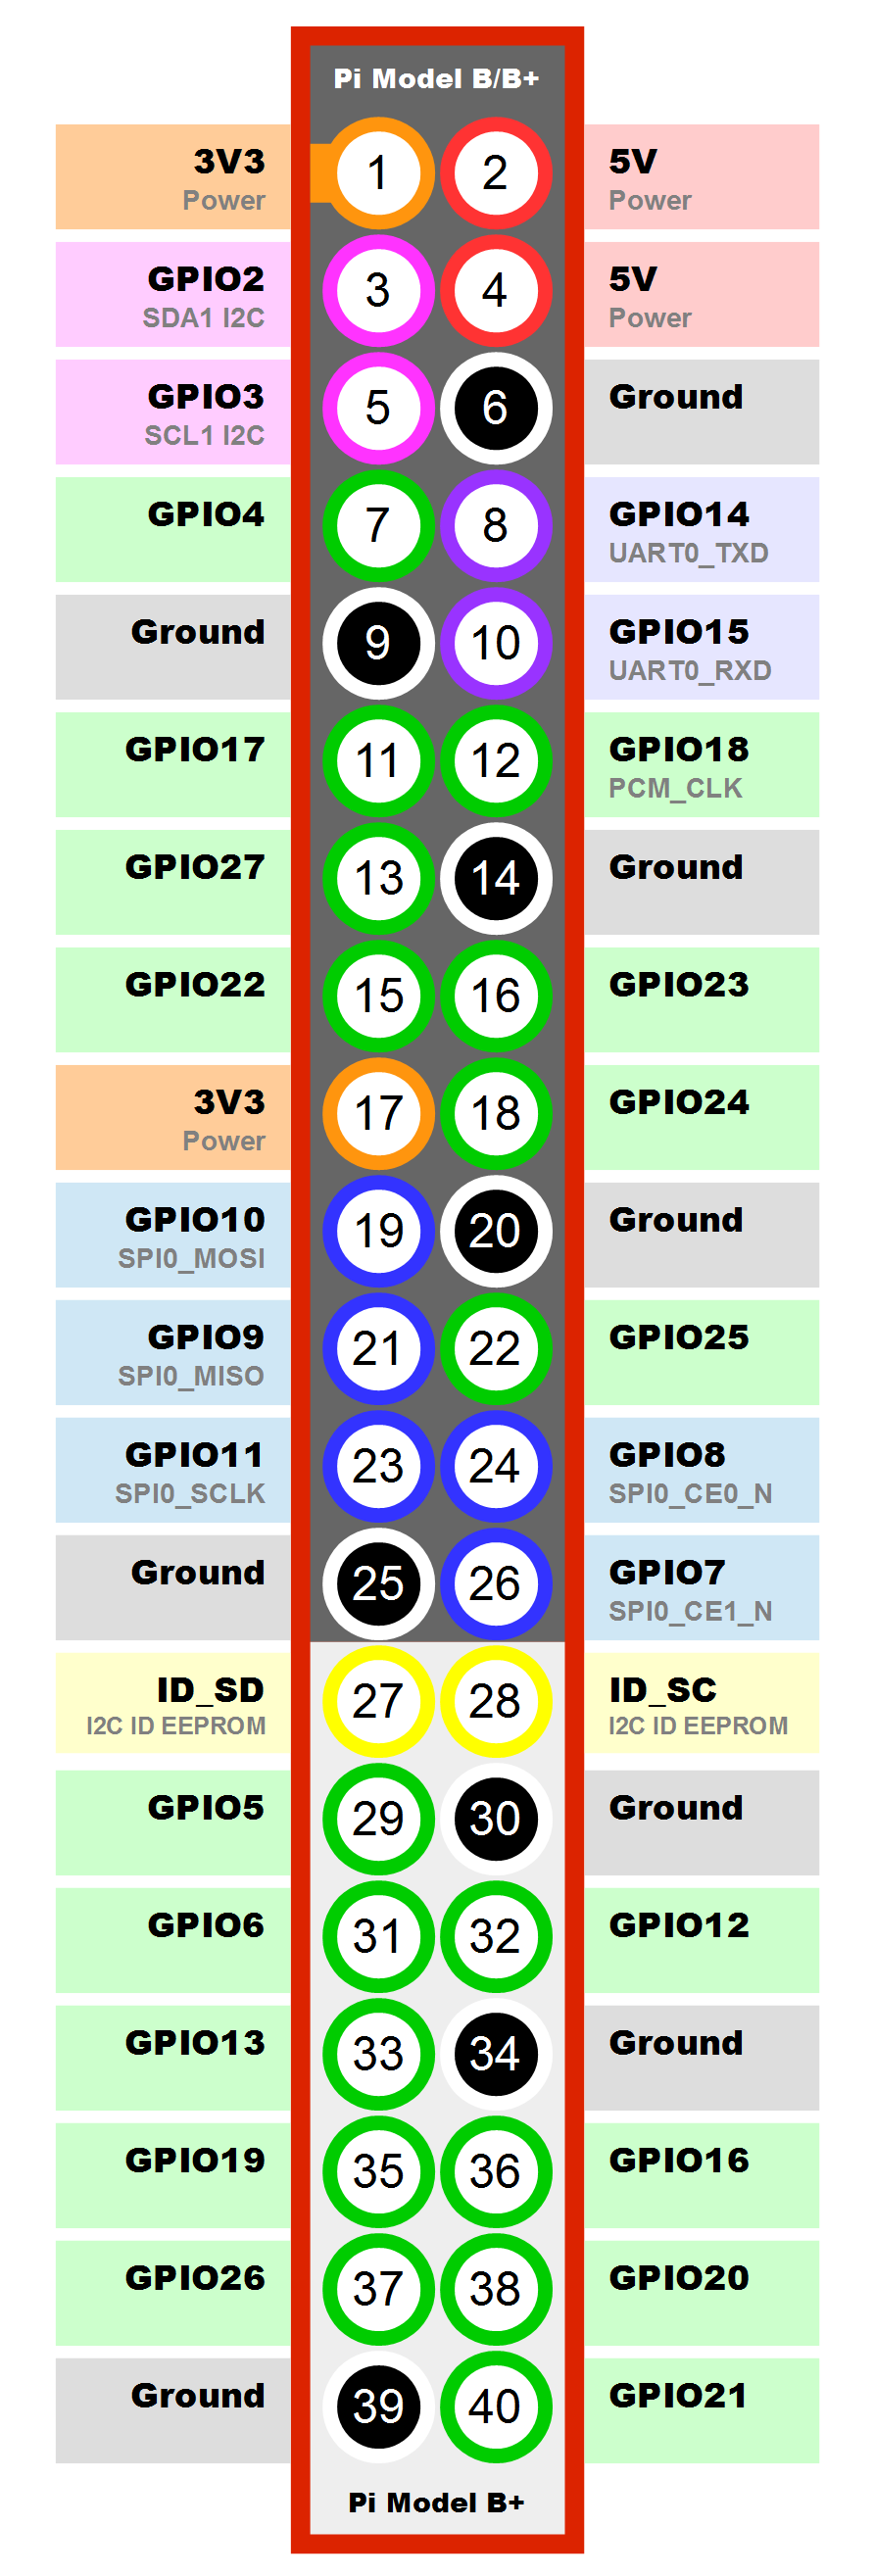 Pi Model B/B+
3V3 1 2 5V
Power Power
GPIO2 3 4 5V
SDA1 I2C Power
GPIO3 5 6 Ground
SCL1 I2C
GPIO4 7 8 GPIO14
UART0_TXD
Ground 9 10 GPIO15
UART0_RXD
GPIO17 11 12 GPIO18
PCM_CLK
GPIO27 13 14 Ground
GPIO22 15 16 GPIO23
3V3 17 18 GPIO24
Power
GPIO10 19 20 Ground
SPI0_MOSI
GPIO9 21 22 GPIO25
SPI0_MISO
GPIO11 23 24 GPIO8
SPI0_SCLK SPI0_CE0_N
Ground 25 26 GPIO7
SPI0_CE1_N
ID_SD 27 28 ID_SC
I2C ID EEPROM I2C ID EEPROM
GPIO5 29 30 Ground
GPIO6 31 32 GPIO12
GPIO13 33 34 Ground
GPIO19 35 36 GPIO16
GPIO26 37 38 GPIO20
Ground 39 40 GPIO21
Pi Model B+